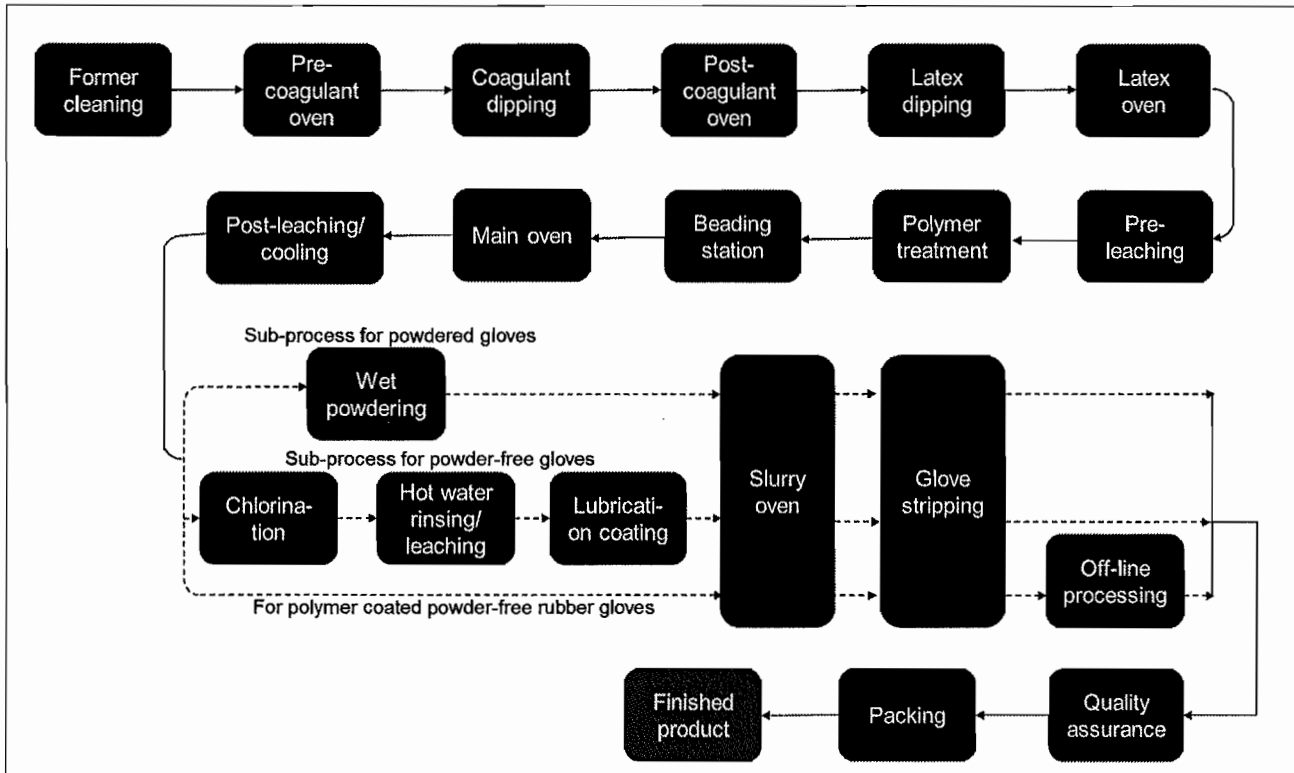 Former
cleaning
Pre-
coagulant
oven
Coagulant
dipping
Post-
coagulant
oven
Latex
dipping
Latex
oven
Post-leaching/
cooling
Main oven
Beading
station
Polymer
treatment
Pre-
leaching
Sub-process for powdered gloves
Wet
powdering
Sub-process for powder-free gloves
Chlorina-
tion
Hot water
rinsing/
leaching
Lubricati-
on coating
Slurry
oven
Glove
stripping
For polymer coated powder-free rubber gloves
Off-line
processing
Finished
product
Packing
Quality
assurance